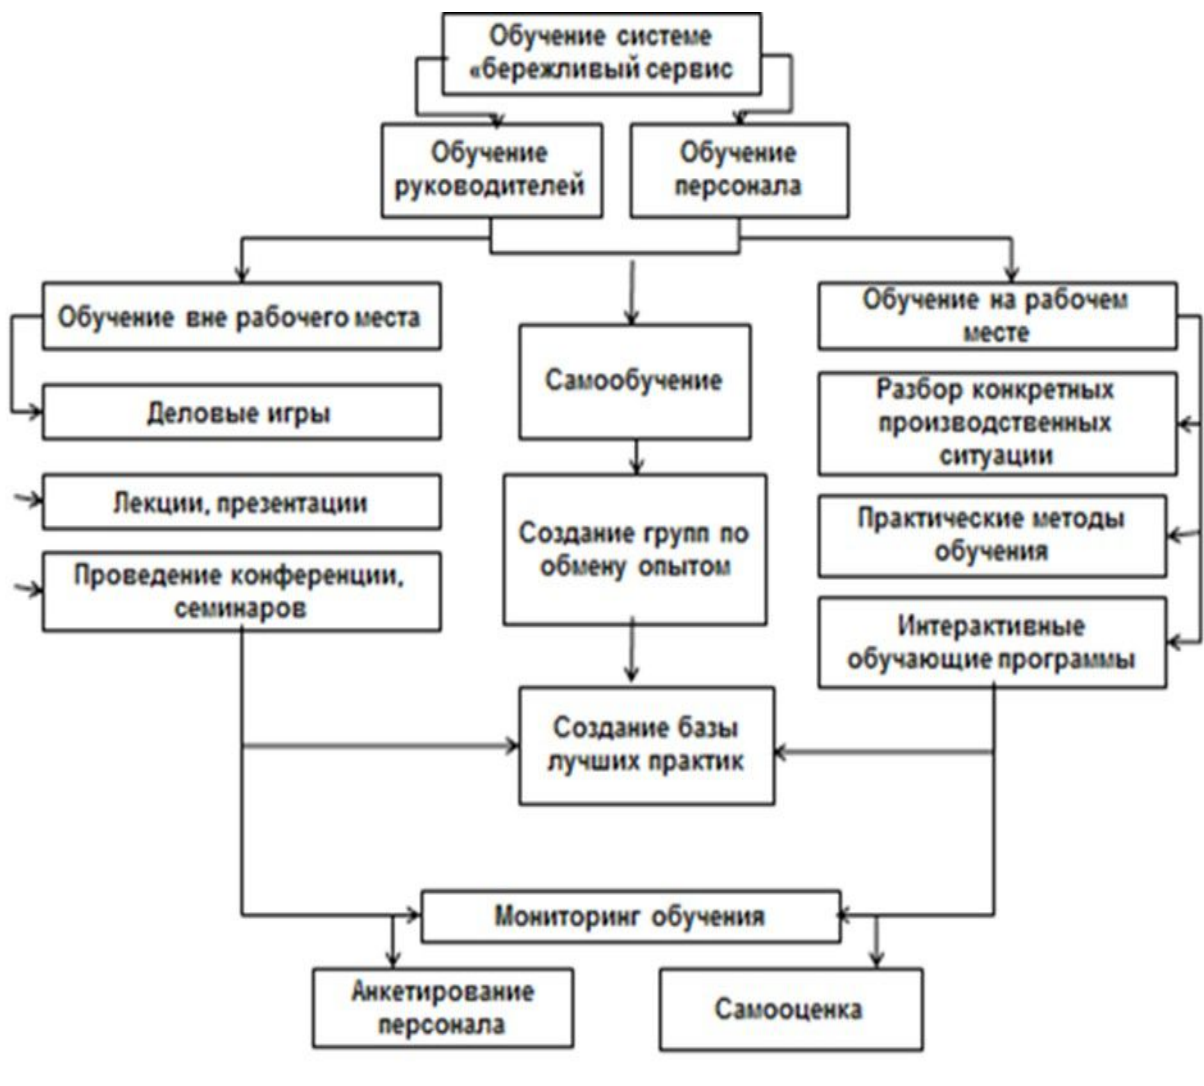 Обучение системе
«бережливый сервис
Обучение
руководителей
Обучение
персонала
Обучение вне рабочего места
Деловые игры
Лекции, презентации
Проведение конференции,
семинаров
Самообучение
Создание групп по
обмену опытом
Создание базы
лучших практик
Обучение на рабочем
месте
Разбор конкретных
производственных
ситуации
Практические методы
обучения
Интерактивные
обучающие программы
Мониторинг обучения
Анкетирование
персонала
Самооценка